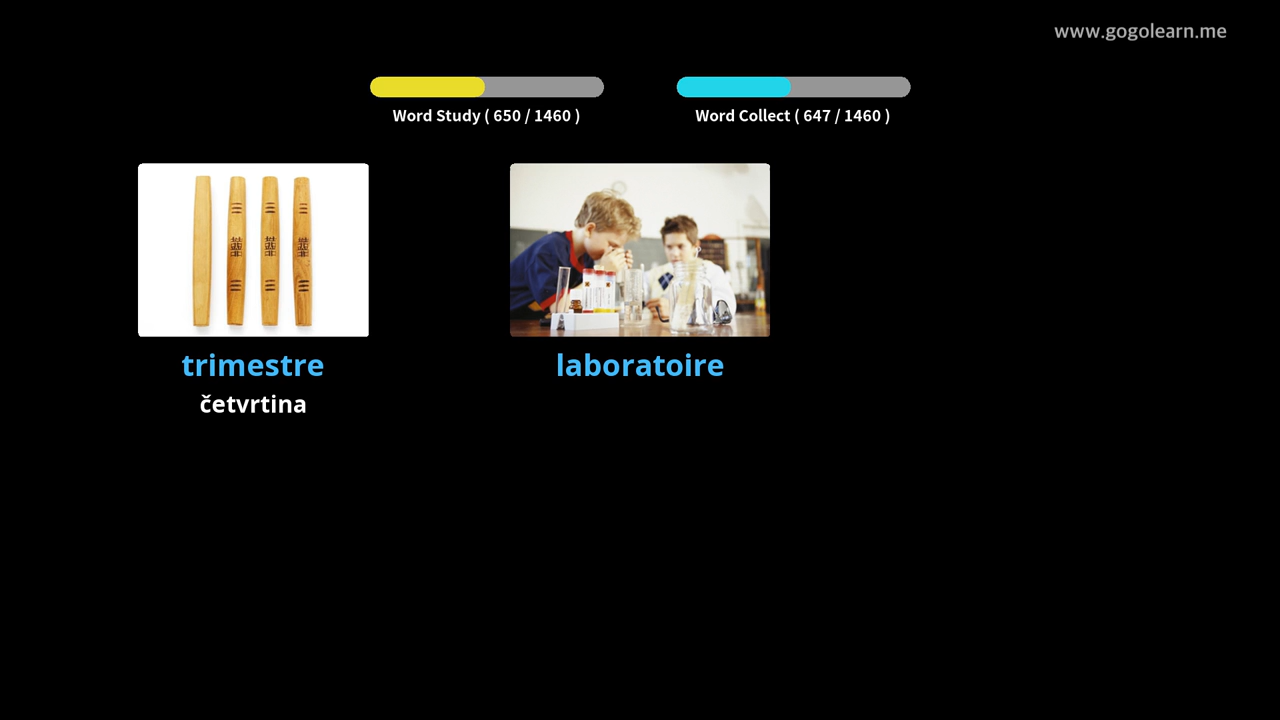 www.gogolearn.me
Word Study ( 650 / 1460 )
Word Collect ( 647 / 1460 )
trimestre
četvrtina
laboratoire